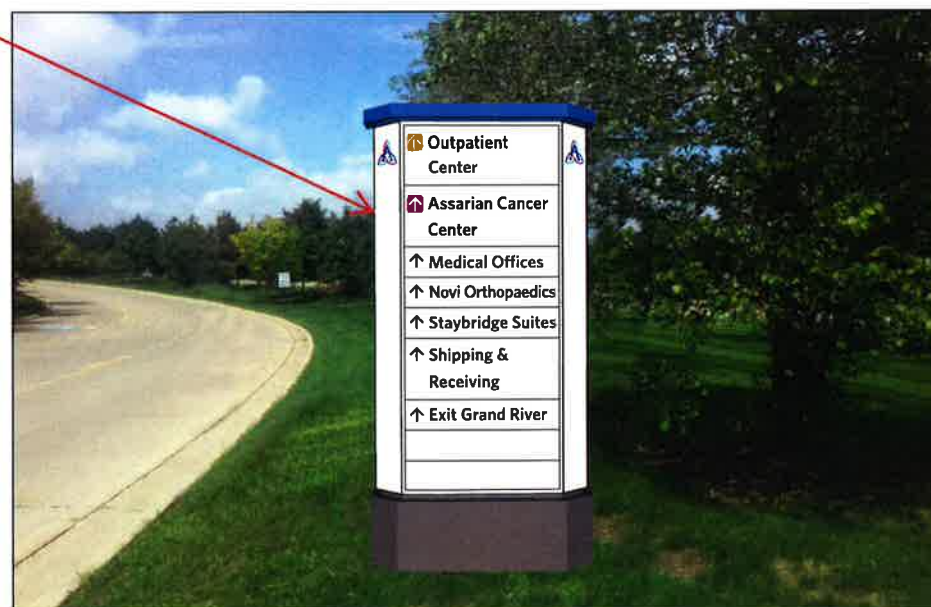 ↑ Outpatient
Center
↑ Assarian Cancer
Center
↑ Medical Offices
↑ Novi Orthopaedics
↑ Staybridge Suites
↑ Shipping &
Receiving
↑ Exit Grand River